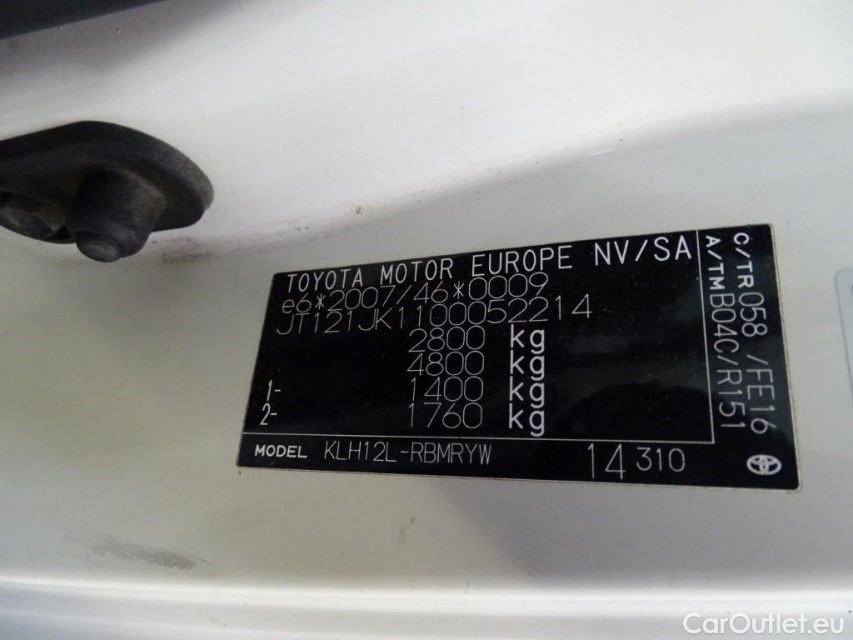 TOYOTA MOTOR EUROPE NV/SA
e6*2007/46*0009
JT121JK1100052214
2800 kg
4800 kg
1- 1400 kg
2- 1760 kg
MODEL KLH12L-RBMRYW 14 310
C/TR 058 /FE16
A/TM B04C/R151
CarOutlet.eu